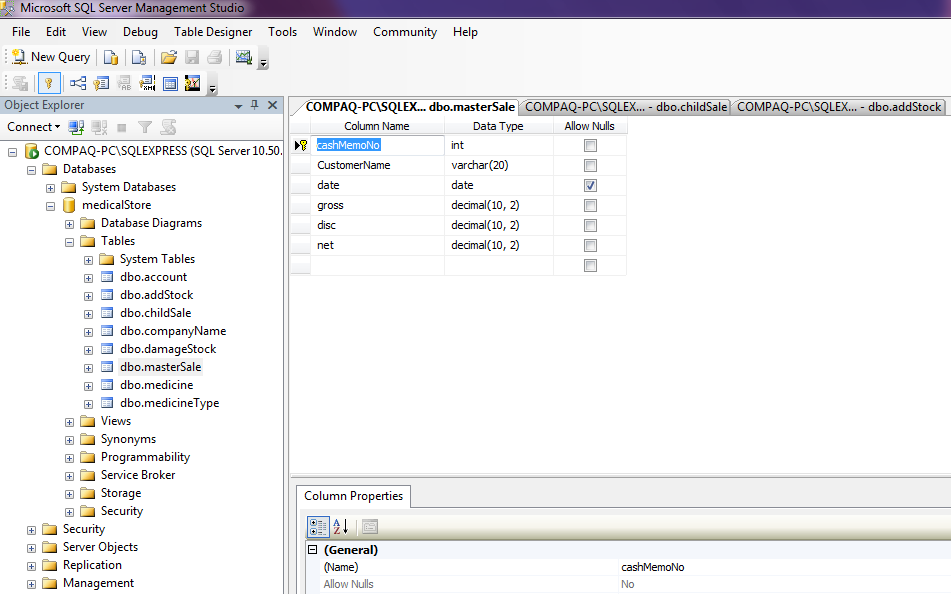 Microsoft SQL Server Management Studio
File Edit View Debug Table Designer Tools Window Community Help
New Query
Object Explorer
Connect
COMPAQ-PC\SQLEXPRESS (SQL Server 10.50.
Databases
System Databases
medicalStore
Database Diagrams
Tables
System Tables
dbo.account
dbo.addStock
dbo.childSale
dbo.companyName
dbo.damageStock
dbo.masterSale
dbo.medicine
dbo.medicineType
Views
Synonyms
Programmability
Service Broker
Storage
Security
Security
Server Objects
Replication
Management
COMPAQ-PC\SQLEX... dbo.masterSale COMPAQ-PC\SQLEX... - dbo.childSale COMPAQ-PC\SQLEX... - dbo.addStock
Column Name Data Type Allow Nulls
cashMemoNo int
CustomerName varchar(20)
date date
gross decimal(10, 2)
disc decimal(10, 2)
net decimal(10, 2)
Column Properties
(General)
(Name) cashMemoNo
Allow Nulls No